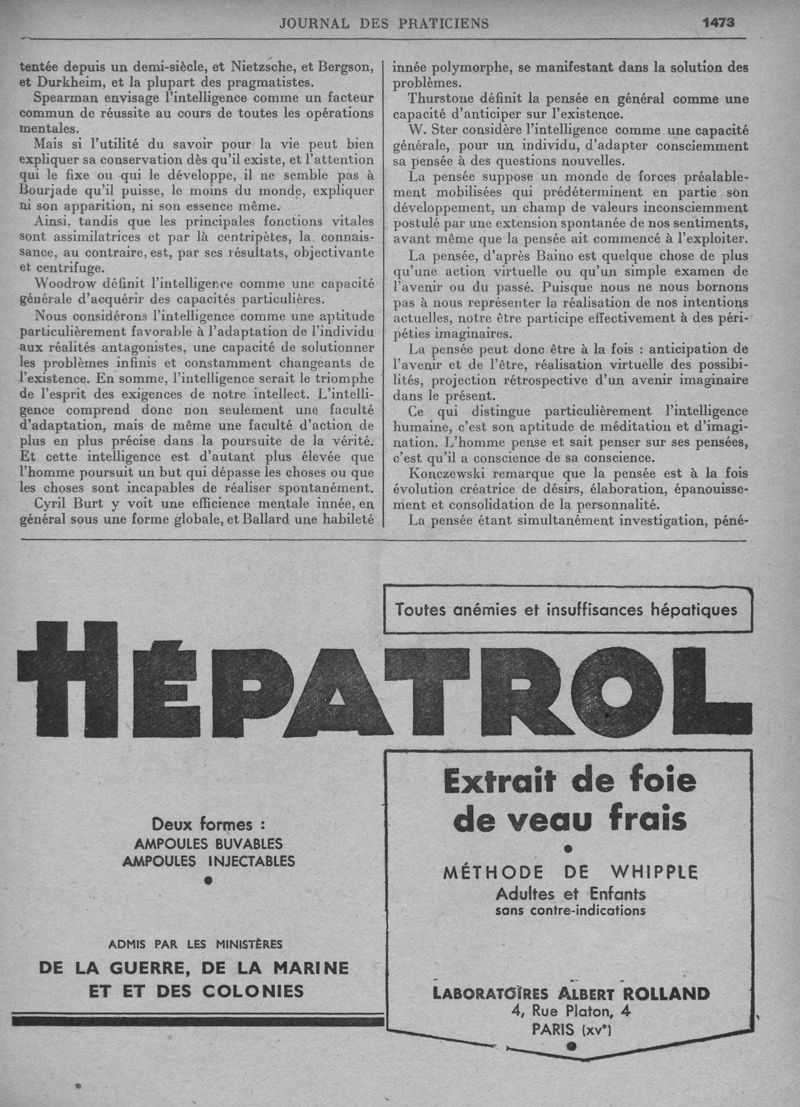 JOURNAL DES PRATICIENS
1473
tentée depuis un demi-siècle, et Nietzsche, et Bergson,
et Durkheim, et la plupart des pragmatistes.
Spearman envisage l'intelligence comme un facteur
commun de réussite au cours de toutes les opérations
mentales.
Mais si l'utilité du savoir pour la vie peut bien
expliquer sa conservation dès qu'il existe, et l'attention
qui le fixe ou qui le développe, il ne semble pas à
Bourjade qu'il puisse, le moins du monde, expliquer
ni son apparition, ni son essence même.
Ainsi, tandis que les principales fonctions vitales
sont assimilatrices et par là centripètes, la connais-
sance, au contraire, est, par ses résultats, objectivante
et centrifuge.
Woodrow définit l'intelligence comme une capacité
générale d'acquérir des capacités particulières.
Nous considérons l'intelligence comme une aptitude
particulièrement favorable à l'adaptation de l'individu
aux réalités antagonistes, une capacité de solutionner
les problèmes infinis et constamment changeants de
l'existence. En somme, l'intelligence serait le triomphe
de l'esprit des exigences de notre intellect. L'intelli-
gence comprend donc non seulement une faculté
d'adaptation, mais de même une faculté d'action de
plus en plus précise dans la poursuite de la vérité.
Et cette intelligence est d'autant plus élevée que
l'homme poursuit un but qui dépasse les choses ou que
les choses sont incapables de réaliser spontanément.
Cyril Burt y voit une efficience mentale innée, en
général sous une forme globale, et Ballard une habileté
innée polymorphe, se manifestant dans la solution des
problèmes.
Thurstone définit la pensée en général comme une
capacité d'anticiper sur l'existence.
W. Ster considère l'intelligence comme une capacité
générale, pour un individu, d'adapter consciemment
sa pensée à des questions nouvelles.
La pensée suppose un monde de forces préalable-
ment mobilisées qui prédéterminent en partie son
développement, un champ de valeurs inconsciemment
postulé par une extension spontanée de nos sentiments,
avant même que la pensée ait commencé à l'exploiter.
La pensée, d'après Baino est quelque chose de plus
qu'une action virtuelle ou qu'un simple examen de
l'avenir ou du passé. Puisque nous ne nous bornons
pas à nous représenter la réalisation de nos intentions
actuelles, notre être participe effectivement à des péri-
péties imaginaires.
La pensée peut donc être à la fois : anticipation de
l'avenir et de l'être, réalisation virtuelle des possibi-
lités, projection rétrospective d'un avenir imaginaire
dans le présent.
Ce qui distingue particulièrement l'intelligence
humaine, c'est son aptitude de méditation et d'imagi-
nation. L'homme pense et sait penser sur ses pensées,
c'est qu'il a conscience de sa conscience.
Konczewski remarque que la pensée est à la fois
évolution créatrice de désirs, élaboration, épanouisse-
ment et consolidation de la personnalité.
La pensée étant simultanément investigation, péné-
Toutes anémies et insuffisances hépatiques
HÉPATROL
Deux formes :
AMPOULES BUVABLES
AMPOULES INJECTABLES
ADMIS PAR LES MINISTÈRES
DE LA GUERRE, DE LA MARINE
ET ET DES COLONIES
Extrait de foie
de veau frais
MÉTHODE DE WHIPPLE
Adultes et Enfants
sans contre-indications
LABORATOIRES ALBERT ROLLAND
4, Rue Platon, 4
PARIS (XVe)